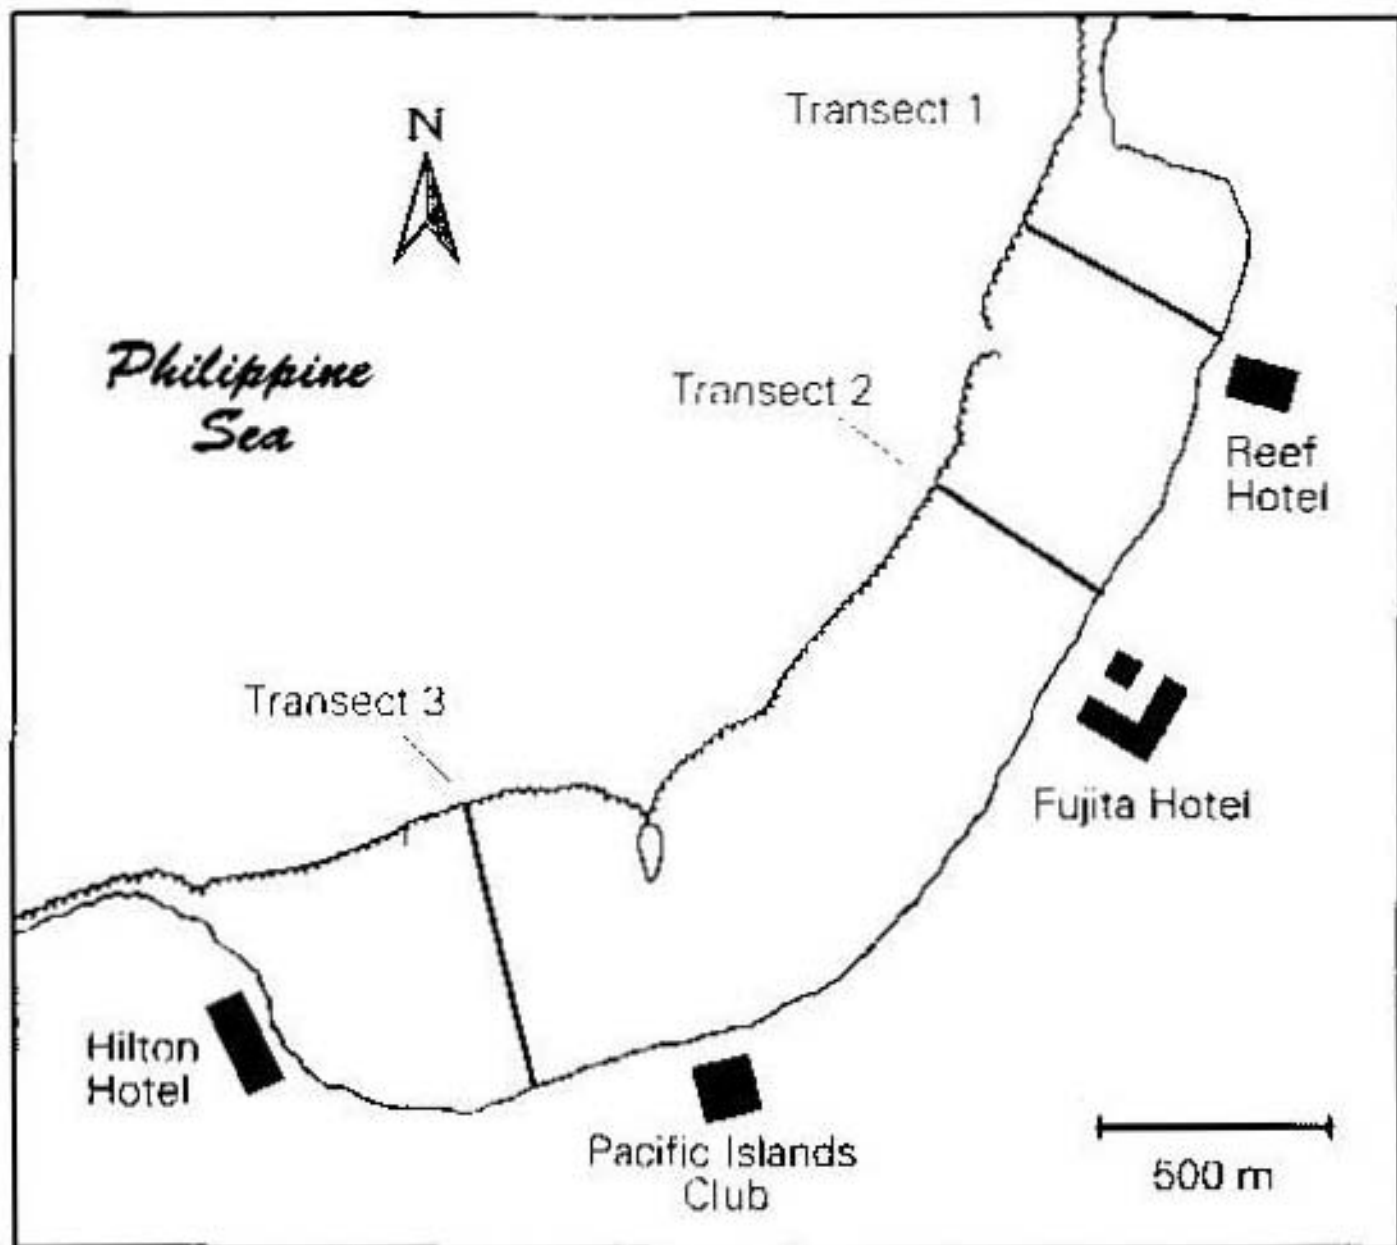 Transect 1
N
Philippine
Sea
Transect 2
Reef
Hotel
Transect 3
Fujita Hotel
Hilton
Hotel
Pacific Islands
Club
500 m